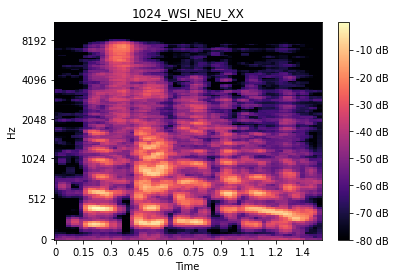 1024_WSI_NEU_XX
8192
4096
2048
1024
512
0
Hz
0 0.15 0.3 0.45 0.6 0.75 0.9 1.1 1.2 1.4
Time
-10 dB
-20 dB
-30 dB
-40 dB
-50 dB
-60 dB
-70 dB
-80 dB